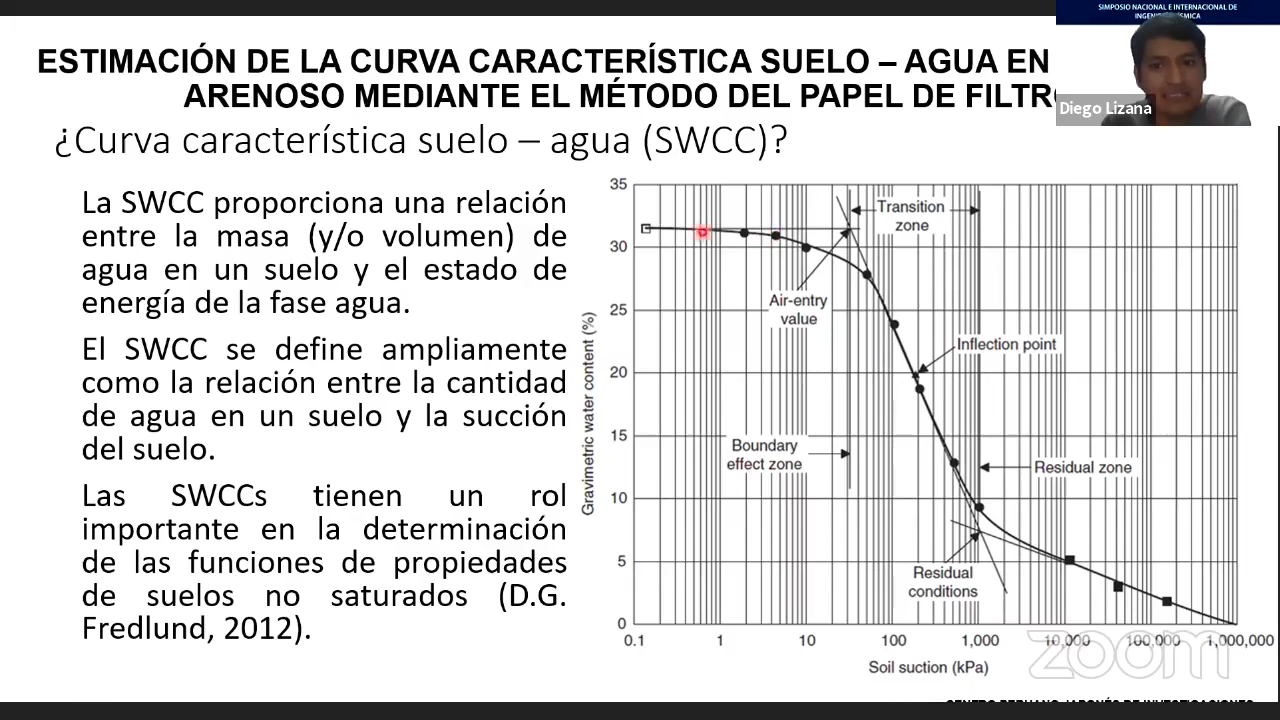 SIMPOSIO NACIONAL E INTERNACIONAL DE
ESTIMACIÓN DE LA CURVA CARACTERÍSTICA SUELO – AGUA EN
ARENOSO MEDIANTE EL MÉTODO DEL PAPEL DE
Diego Lizana
¿Curva característica suelo – agua (SWCC)?
La SWCC proporciona una relación
entre la masa (y/o volumen) de
agua en un suelo y el estado de
energía de la fase agua.
El SWCC se define ampliamente
como la relación entre la cantidad
de agua en un suelo y la succión
del suelo.
Las SWCCs tienen un rol
importante en la determinación
de las funciones de propiedades
de suelos no saturados (D.G.
Fredlund, 2012).
35
30
25
20
15
10
5
0
Gravimetric water content (%)
Transition
zone
Air-entry
value
Inflection point
Boundary
effect zone
Residual zone
Residual
conditions
0.1 1 10 100 1,000 10,000 100,000 1,000,000
Soil suction (kPa)
zoom